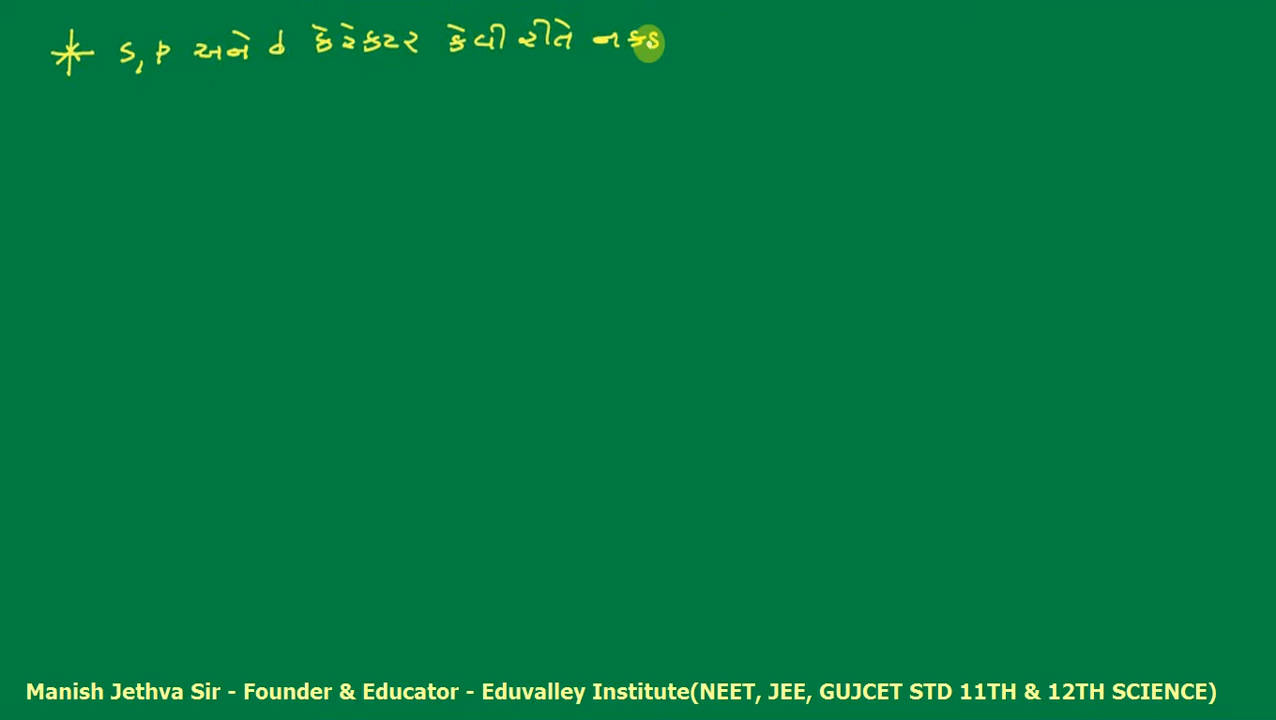 * S, P અને d કેરેક્ટર કેવી રીતે નક્ક
Manish Jethva Sir - Founder & Educator - Eduvalley Institute(NEET, JEE, GUJCET STD 11TH & 12TH SCIENCE)